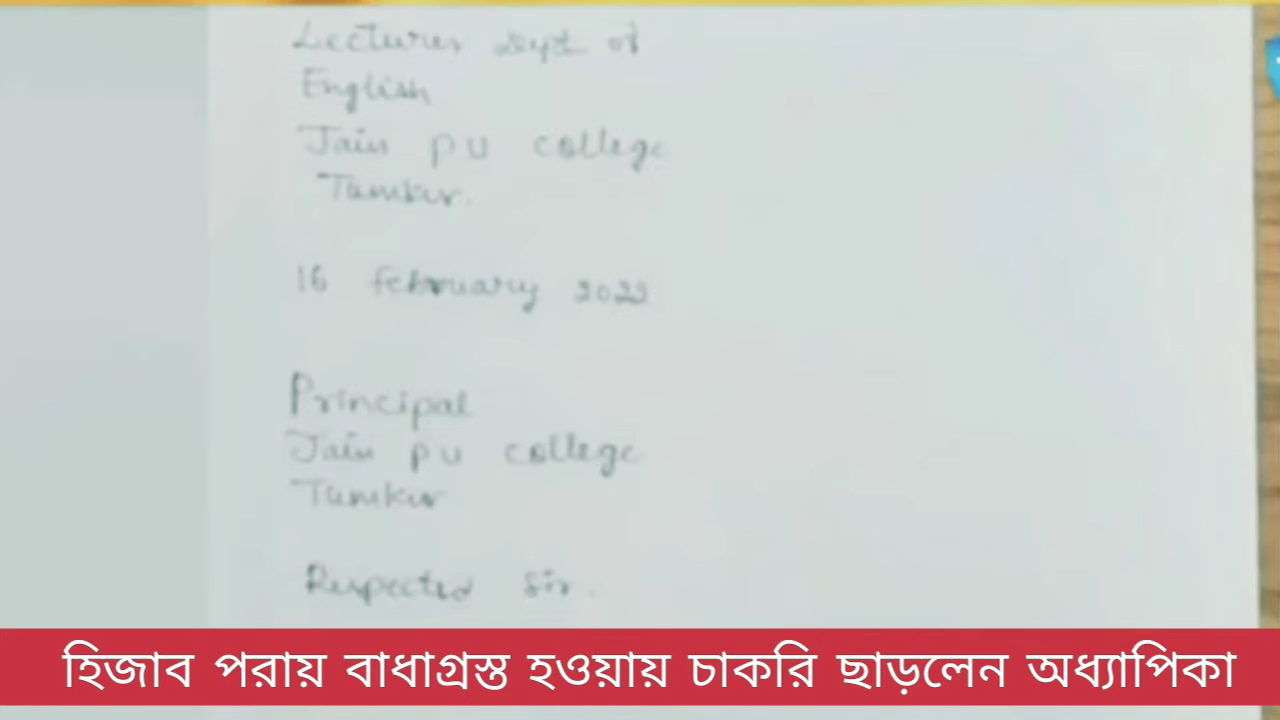 Lecturer, Dept of
English
Jain PU college
Tumkur.
16 February 2022
Principal
Jain PU college
Tumkur
Respected Sir.
হিজাব পরায় বাধাগ্রস্ত হওয়ায় চাকরি ছাড়লেন অধ্যাপিকা